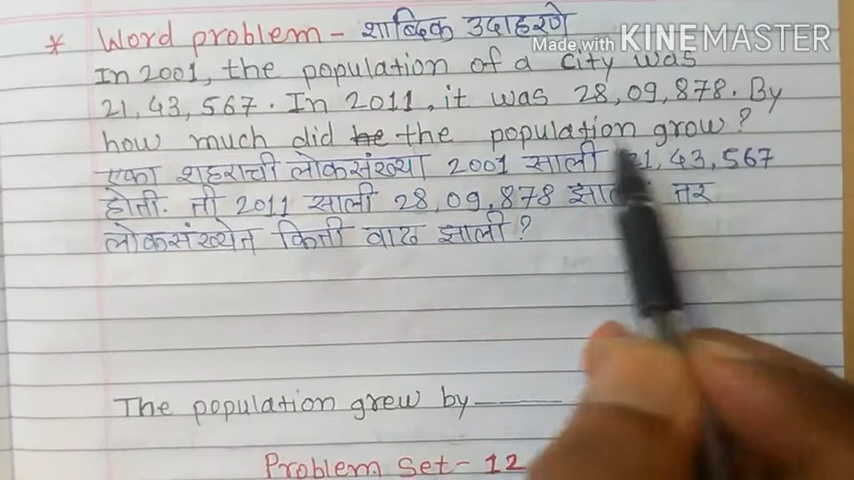 * Word problem - शाब्दिक उदाहरणे
Made with KINEMASTER
In 2001, the population of a city was
21,43,567. In 2011, it was 28,09,878. By
how much did he the population grow?
एका शहराची लोकसंख्या 2001 साली 21,43,567
होती. ती 2011 साली 28,09,878 तर
लोकसंख्येत किती वाढ झाली?
The population grew by
Problem Set - 12